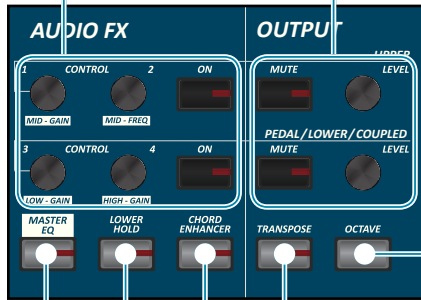 AUDIO FX
OUTPUT
UPPER
1 CONTROL 2 ON MUTE LEVEL
MID - GAIN MID - FREQ
PEDAL/LOWER/COUPLED
3 CONTROL 4 ON MUTE LEVEL
LOW - GAIN HIGH - GAIN
MASTER EQ
LOWER HOLD
CHORD ENHANCER
TRANSPOSE
OCTAVE